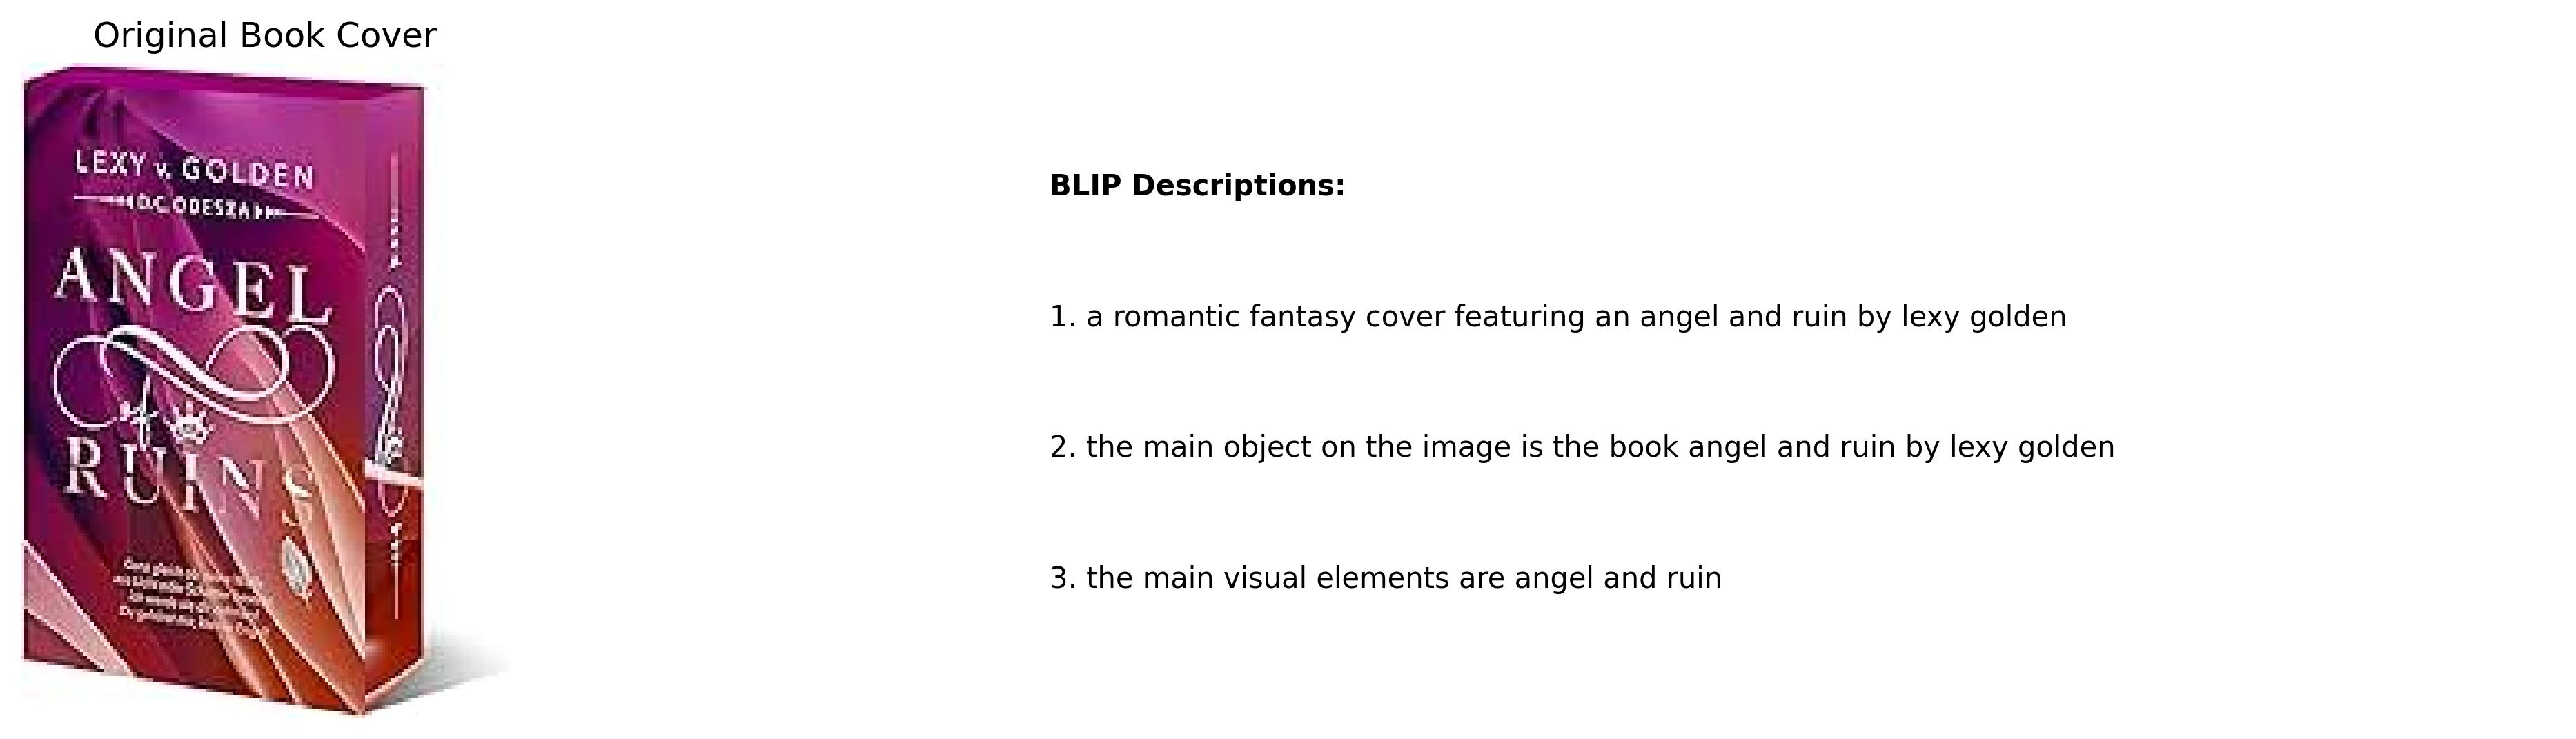 Original Book Cover
LEXY v. GOLDEN
D.C. ODESZA
ANGEL
of
RUINS
BLIP Descriptions:
1. a romantic fantasy cover featuring an angel and ruin by lexy golden
2. the main object on the image is the book angel and ruin by lexy golden
3. the main visual elements are angel and ruin